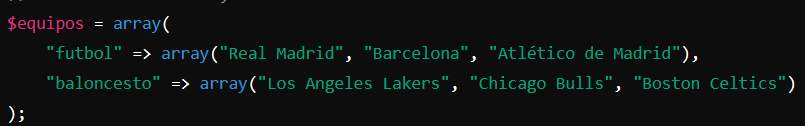 $equipos = array(
    "futbol" => array("Real Madrid", "Barcelona", "Atlético de Madrid"),
    "baloncesto" => array("Los Angeles Lakers", "Chicago Bulls", "Boston Celtics")
);